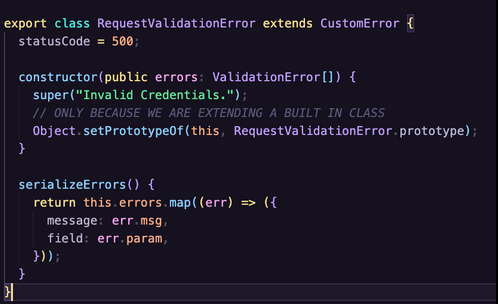 export class RequestValidationError extends CustomError {
statusCode = 500;
constructor(public errors: ValidationError[]) {
super("Invalid Credentials.");
// ONLY BECAUSE WE ARE EXTENDING A BUILT IN CLASS
Object.setPrototypeOf(this, RequestValidationError.prototype);
}
serializeErrors() {
return this.errors.map((err) => ({
message: err.msg,
field: err.param,
}));
}
}